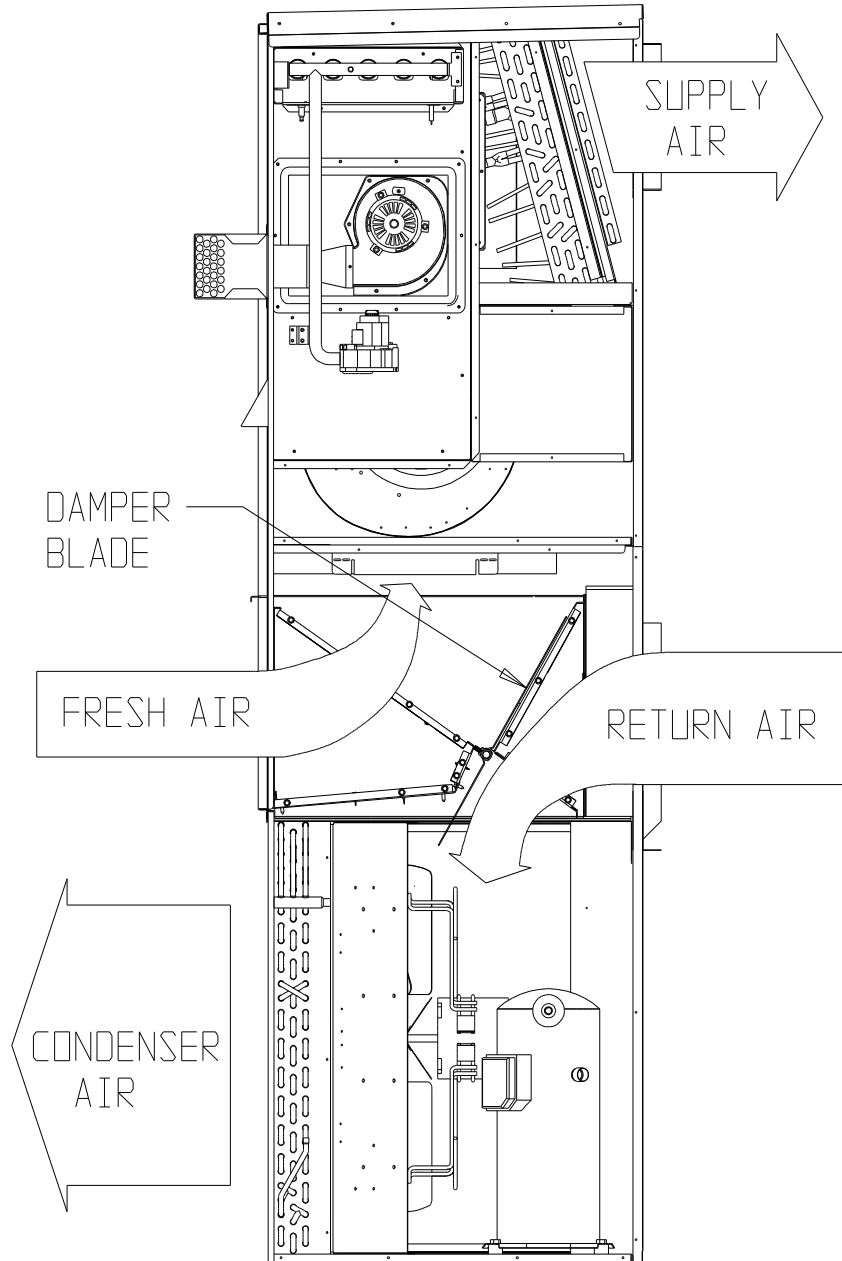 SUPPLY
AIR
DAMPER
BLADE
FRESH AIR
RETURN AIR
CONDENSER
AIR